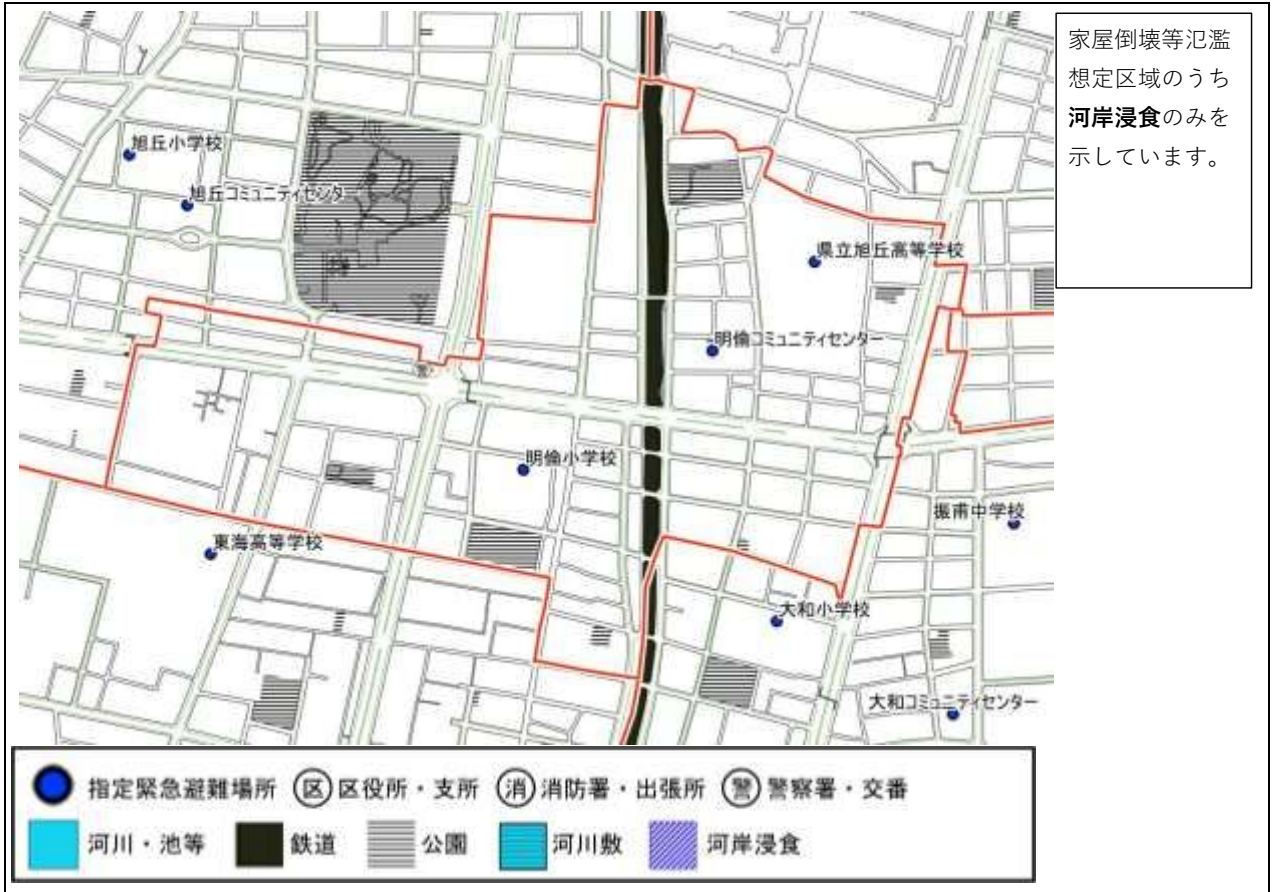 家屋倒壊等氾濫
想定区域のうち
河岸浸食のみを
示しています。
旭丘小学校
旭丘コミュニティセンタ
県立旭丘高等学校
明倫コミュニティセンター
警
明倫小学校
振甫中学校
東海高等学校
大和小学校
大和コミュニティセンター
指定緊急避難場所 区 区役所・支所 消 消防署・出張所 警 警察署・交番
河川・池等 鉄道 公園 河川敷 河岸浸食